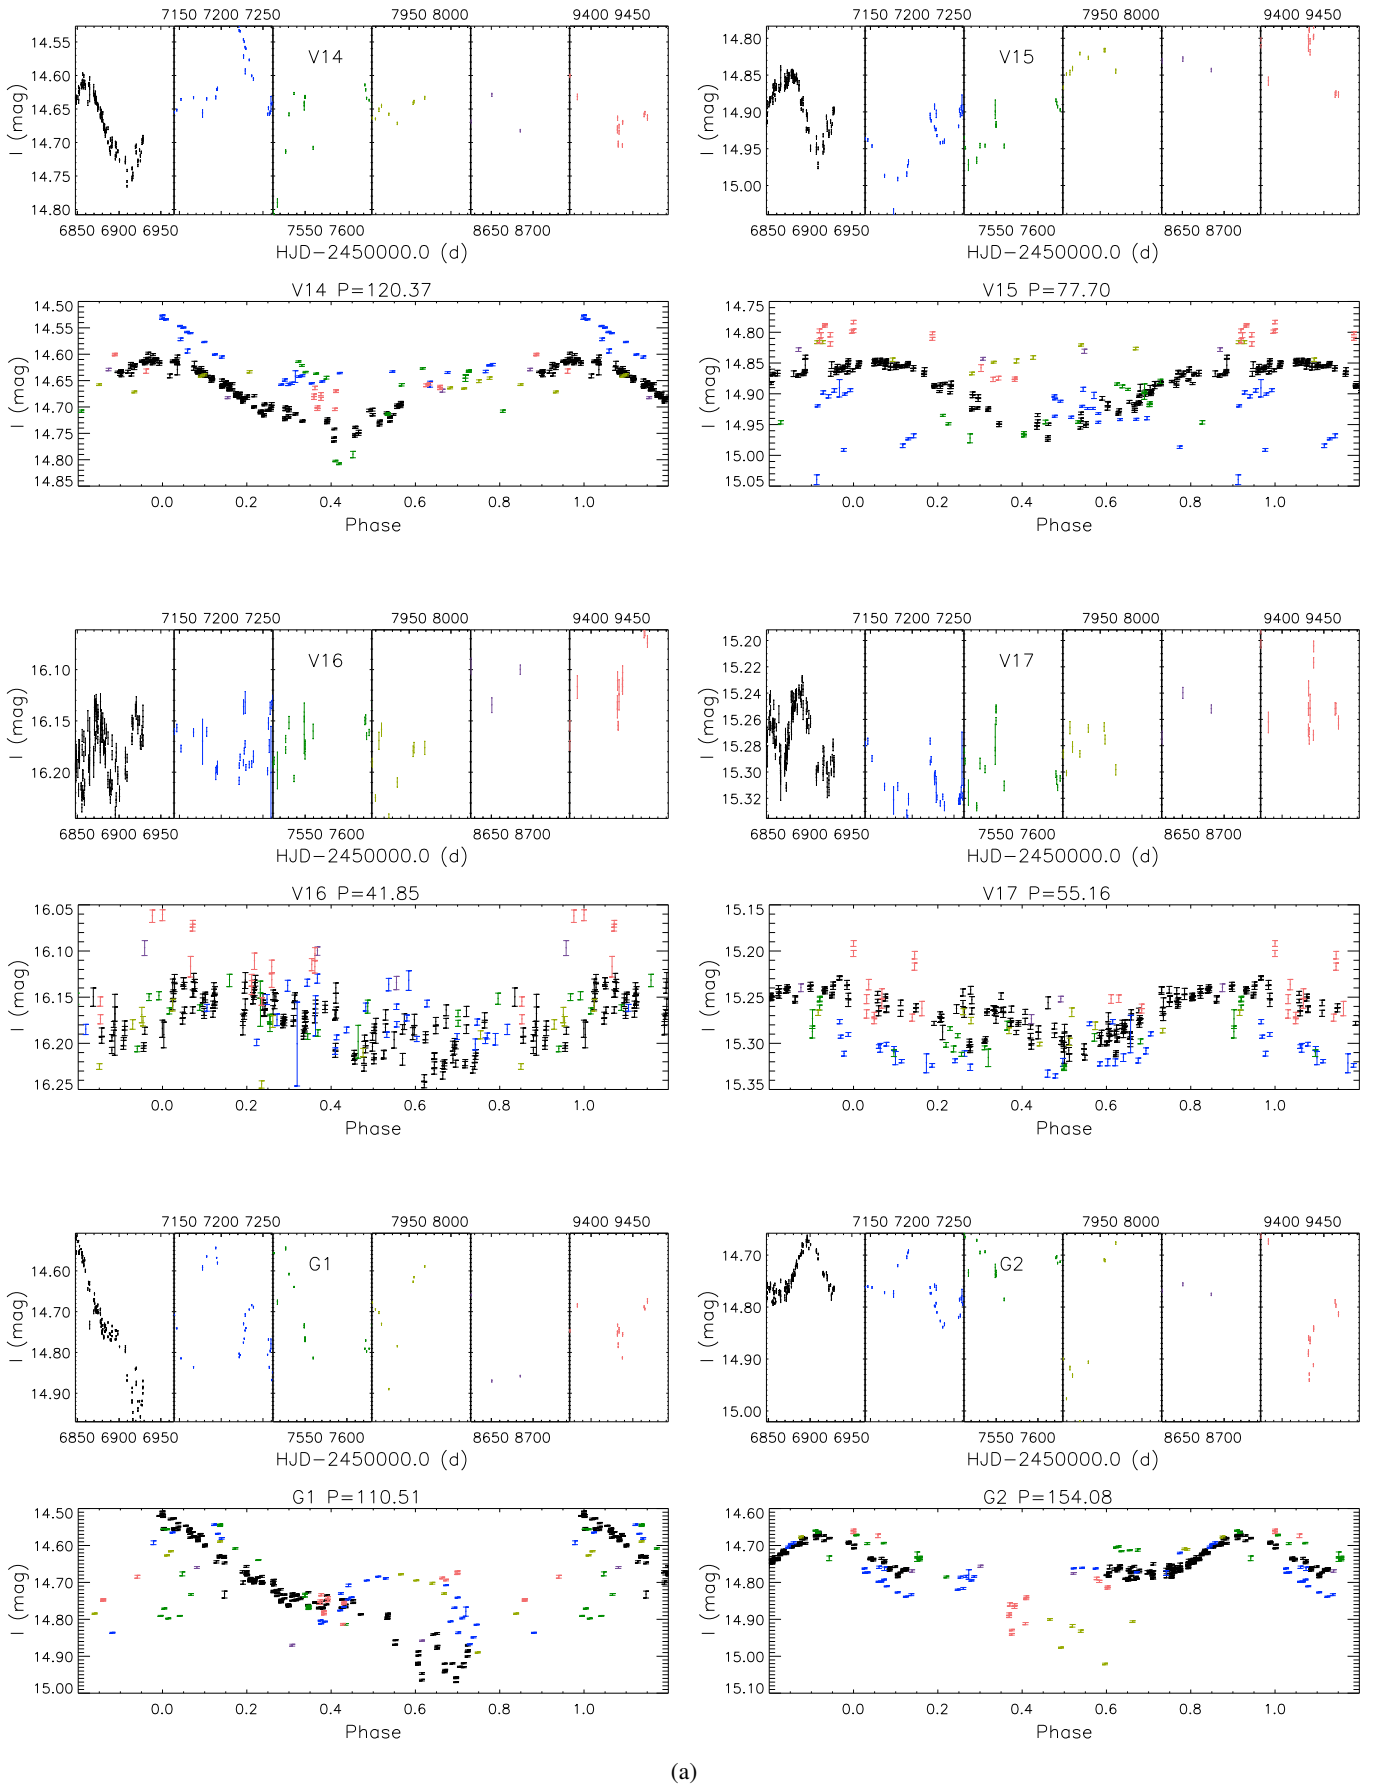 7150 7200 7250 7950 8000 9400 9450
V14
14.55
14.60
14.65
14.70
14.75
14.80
I (mag)
6850 6900 6950 7550 7600 8650 8700
HJD-2450000.0 (d)
V14 P=120.37
14.50
14.55
14.60
14.65
14.70
14.75
14.80
14.85
I (mag)
0.0 0.2 0.4 0.6 0.8 1.0
Phase
7150 7200 7250 7950 8000 9400 9450
V15
14.80
14.85
14.90
14.95
15.00
I (mag)
6850 6900 6950 7550 7600 8650 8700
HJD-2450000.0 (d)
V15 P=77.70
14.75
14.80
14.85
14.90
14.95
15.00
15.05
I (mag)
0.0 0.2 0.4 0.6 0.8 1.0
Phase
7150 7200 7250 7950 8000 9400 9450
V16
16.10
16.15
16.20
I (mag)
6850 6900 6950 7550 7600 8650 8700
HJD-2450000.0 (d)
V16 P=41.85
16.05
16.10
16.15
16.20
16.25
I (mag)
0.0 0.2 0.4 0.6 0.8 1.0
Phase
7150 7200 7250 7950 8000 9400 9450
V17
15.20
15.22
15.24
15.26
15.28
15.30
15.32
I (mag)
6850 6900 6950 7550 7600 8650 8700
HJD-2450000.0 (d)
V17 P=55.16
15.15
15.20
15.25
15.30
15.35
I (mag)
0.0 0.2 0.4 0.6 0.8 1.0
Phase
7150 7200 7250 7950 8000 9400 9450
G1
14.60
14.70
14.80
14.90
I (mag)
6850 6900 6950 7550 7600 8650 8700
HJD-2450000.0 (d)
G1 P=110.51
14.50
14.60
14.70
14.80
14.90
15.00
I (mag)
0.0 0.2 0.4 0.6 0.8 1.0
Phase
7150 7200 7250 7950 8000 9400 9450
G2
14.70
14.80
14.90
15.00
I (mag)
6850 6900 6950 7550 7600 8650 8700
HJD-2450000.0 (d)
G2 P=154.08
14.60
14.70
14.80
14.90
15.00
15.10
I (mag)
0.0 0.2 0.4 0.6 0.8 1.0
Phase
(a)